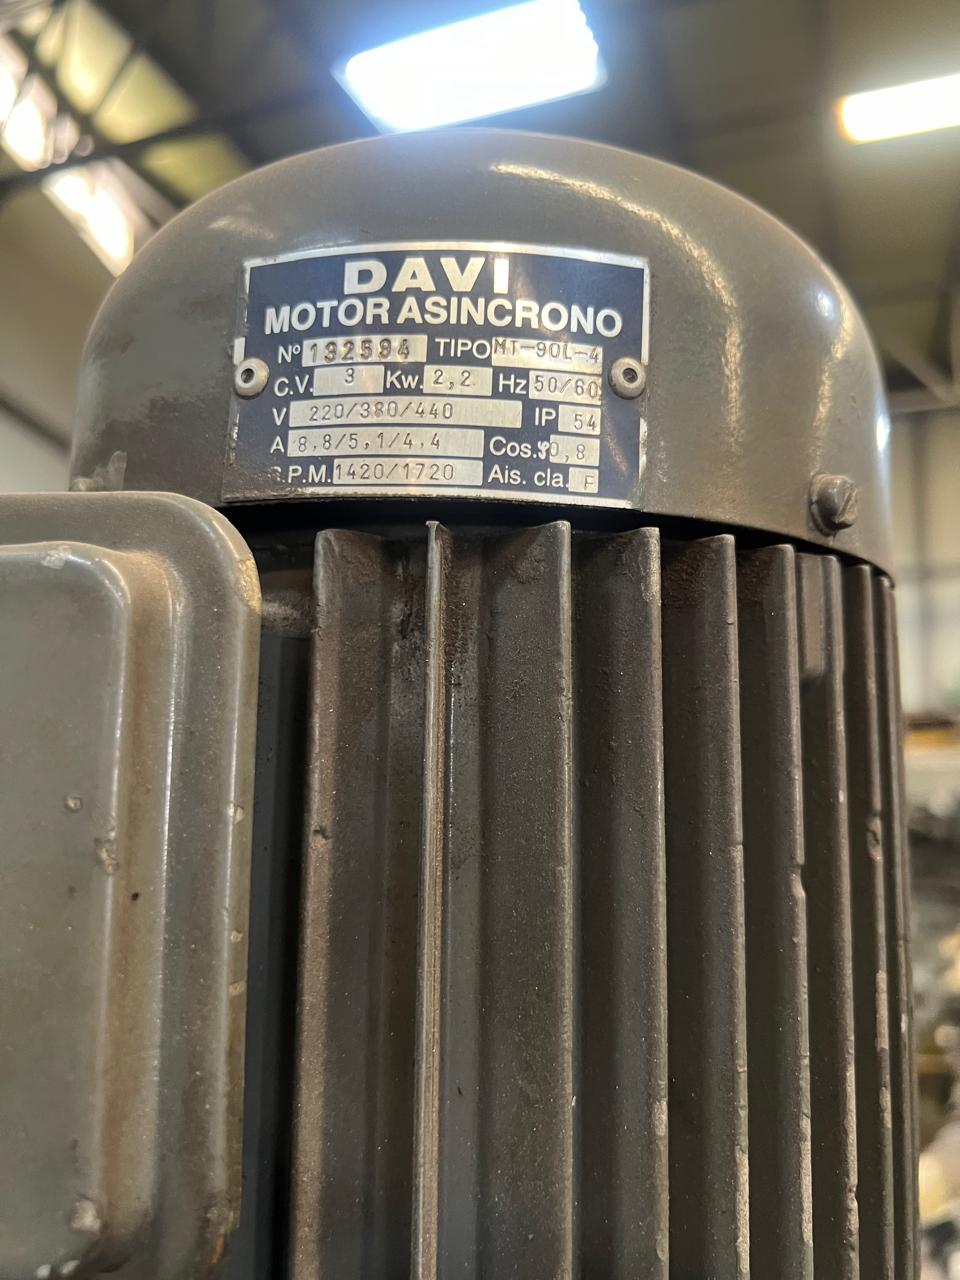 DAVI
MOTOR ASINCRONO
Nº 132594 TIPO MT-90L-4
C.V. 3 Kw. 2,2 Hz 50/60
V 220/380/440 IP 54
A 8,8/5,1/4,4 Cos.φ 0,8
R.P.M. 1420/1720 Ais. cla. F